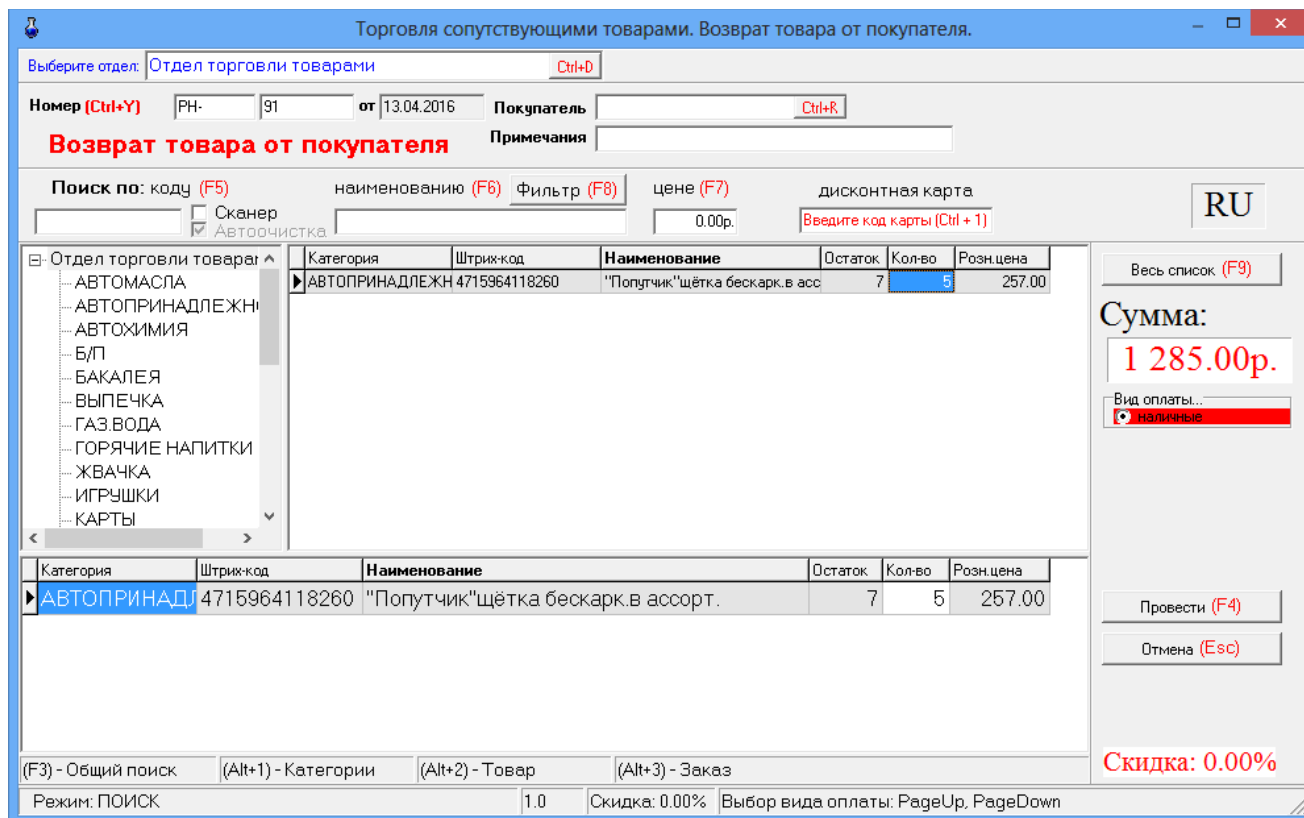 Торговля сопутствующими товарами. Возврат товара от покупателя.
Выберите отдел: Отдел торговли товарами Ctrl+D
Номер (Ctrl+Y) РН- 91 от 13.04.2016 Покупатель Ctrl+R
Возврат товара от покупателя Примечания
Поиск по: коду (F5) наименованию (F6) Фильтр (F8) цене (F7) дисконтная карта RU
Сканер
Автоочистка 0.00р. Введите код карты (Ctrl + 1)
Отдел торговли товарам
АВТОМАСЛА
АВТОПРИНАДЛЕЖН
АВТОХИМИЯ
Б/П
БАКАЛЕЯ
ВЫПЕЧКА
ГАЗ.ВОДА
ГОРЯЧИЕ НАПИТКИ
ЖВАЧКА
ИГРУШКИ
КАРТЫ
Категория Штрих-код Наименование Остаток Кол-во Розн.цена
АВТОПРИНАДЛЕЖН 4715964118260 "Попутчик"щётка бескарк.в асс 7 5 257.00
Весь список (F9)
Сумма:
1 285.00р.
Вид оплаты...
наличные
Категория Штрих-код Наименование Остаток Кол-во Розн.цена
АВТОПРИНАДЛ 4715964118260 "Попутчик"щётка бескарк.в ассорт. 7 5 257.00
Провести (F4)
Отмена (Esc)
Скидка: 0.00%
(F3) - Общий поиск (Alt+1) - Категории (Alt+2) - Товар (Alt+3) - Заказ
Режим: ПОИСК 1.0 Скидка: 0.00% Выбор вида оплаты: PageUp, PageDown